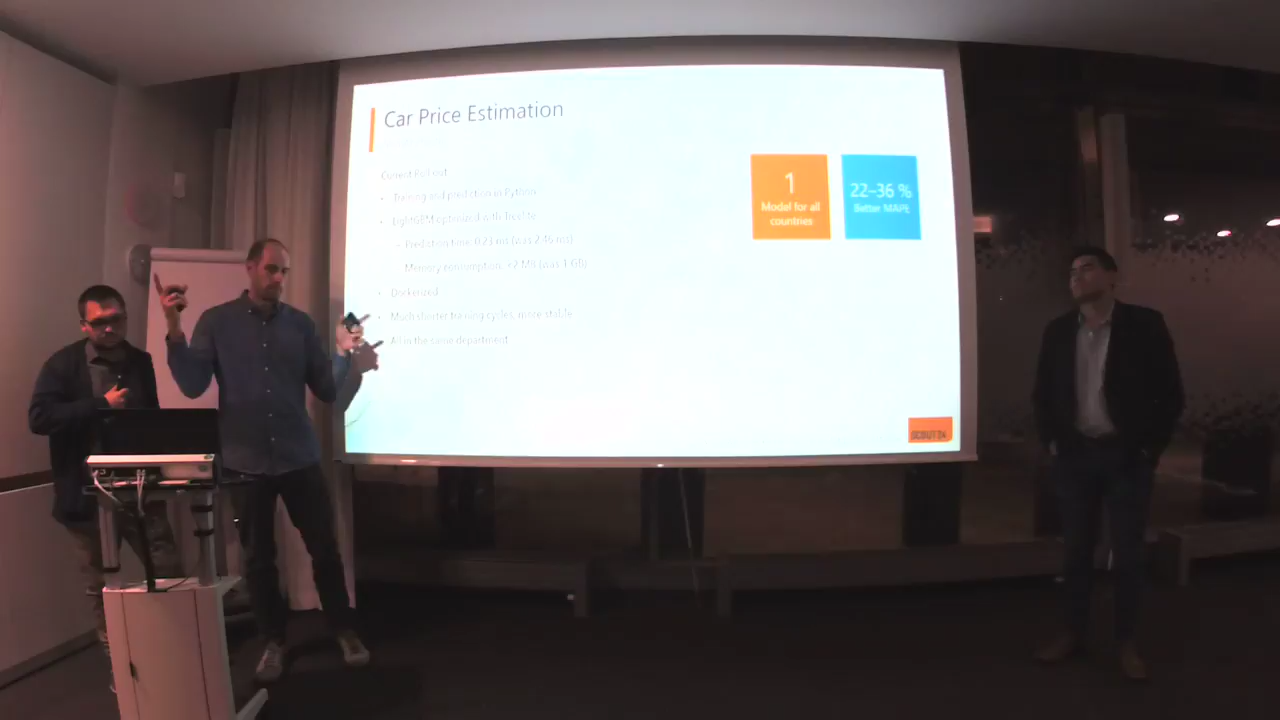 Car Price Estimation
Current Roll out
• Training and prediction in Python
• LightGBM optimized with Treelite
– Prediction time: 0.23 ms (was 2.46 ms)
– Memory consumption: <2 MB (was 1 GB)
• Dockerized
• Much shorter training cycles, more stable
• All in the same department
1
Model for all
countries
22–36 %
Better MAPE
SCOUT24